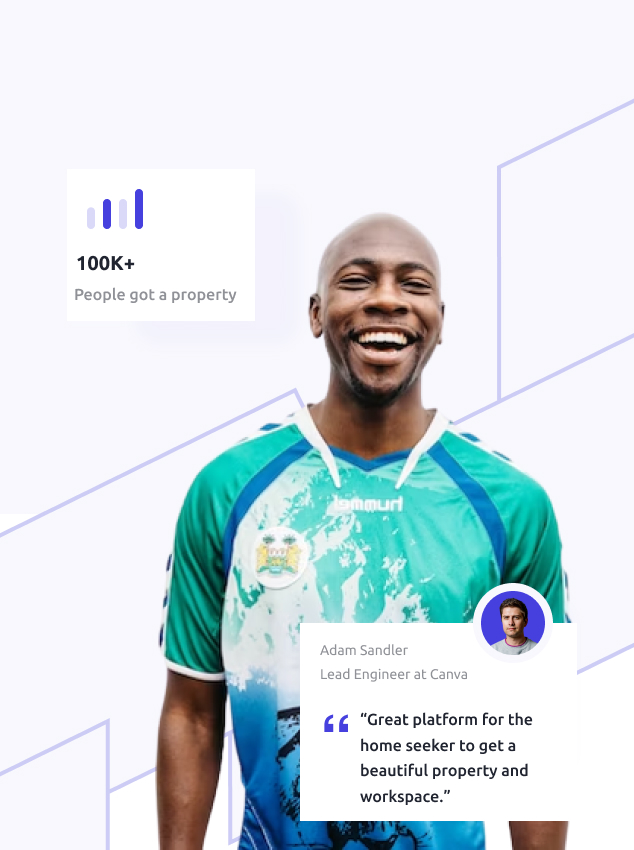 100K+
People got a property
lemmurl
Adam Sandler
Lead Engineer at Canva
“Great platform for the
home seeker to get a
beautiful property and
workspace.”